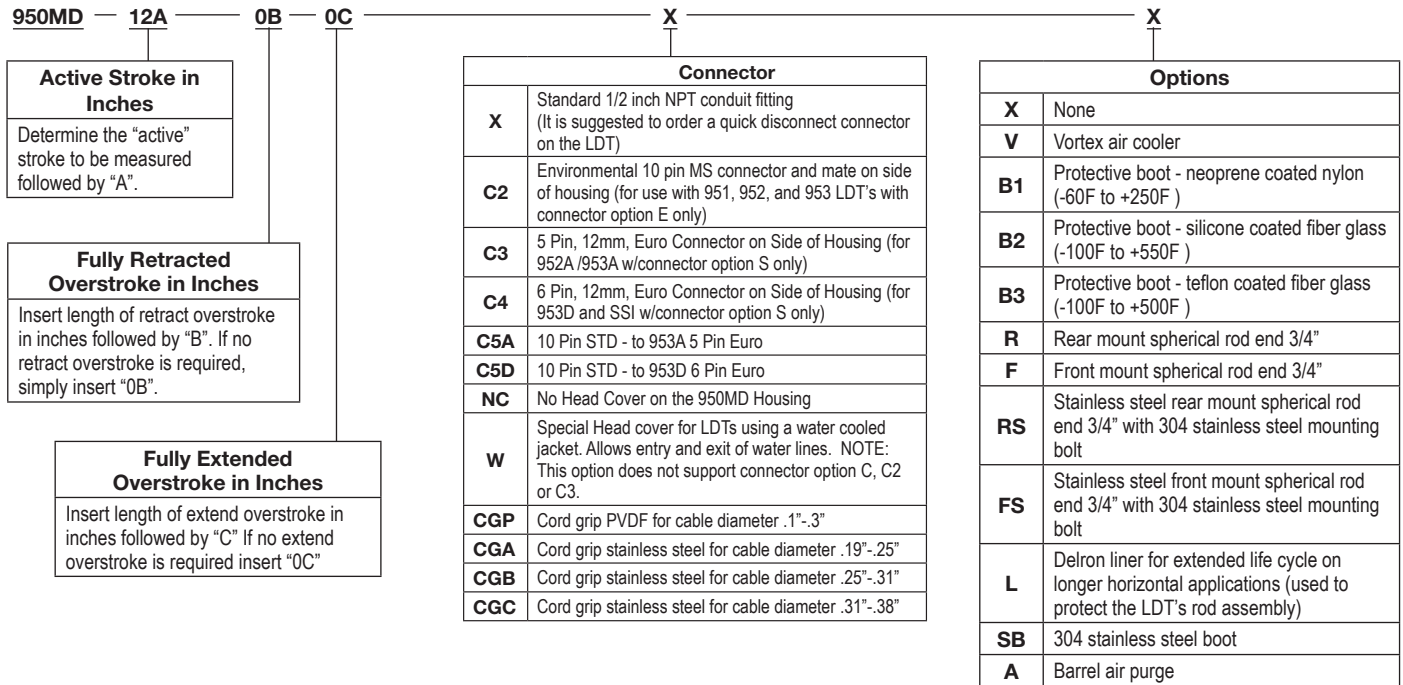 950MD — 12A — 0B — 0C — X — X
Active Stroke in
Inches
Determine the “active”
stroke to be measured
followed by “A”.
Fully Retracted
Overstroke in Inches
Insert length of retract overstroke
in inches followed by “B”. If no
retract overstroke is required,
simply insert “0B”.
Fully Extended
Overstroke in Inches
Insert length of extend overstroke in
inches followed by “C” If no extend
overstroke is required insert “0C”
Connector
X Standard 1/2 inch NPT conduit fitting
(It is suggested to order a quick disconnect connector
on the LDT)
C2 Environmental 10 pin MS connector and mate on side
of housing (for use with 951, 952, and 953 LDT’s with
connector option E only)
C3 5 Pin, 12mm, Euro Connector on Side of Housing (for
952A /953A w/connector option S only)
C4 6 Pin, 12mm, Euro Connector on Side of Housing (for
953D and SSI w/connector option S only)
C5A 10 Pin STD - to 953A 5 Pin Euro
C5D 10 Pin STD - to 953D 6 Pin Euro
NC No Head Cover on the 950MD Housing
W Special Head cover for LDTs using a water cooled
jacket. Allows entry and exit of water lines. NOTE:
This option does not support connector option C, C2
or C3.
CGP Cord grip PVDF for cable diameter .1”-.3”
CGA Cord grip stainless steel for cable diameter .19”-.25”
CGB Cord grip stainless steel for cable diameter .25”-.31”
CGC Cord grip stainless steel for cable diameter .31”-.38”
Options
X None
V Vortex air cooler
B1 Protective boot - neoprene coated nylon
(-60F to +250F )
B2 Protective boot - silicone coated fiber glass
(-100F to +550F )
B3 Protective boot - teflon coated fiber glass
(-100F to +500F )
R Rear mount spherical rod end 3/4”
F Front mount spherical rod end 3/4”
RS Stainless steel rear mount spherical rod
end 3/4” with 304 stainless steel mounting
bolt
FS Stainless steel front mount spherical rod
end 3/4” with 304 stainless steel mounting
bolt
L Delron liner for extended life cycle on
longer horizontal applications (used to
protect the LDT’s rod assembly)
SB 304 stainless steel boot
A Barrel air purge